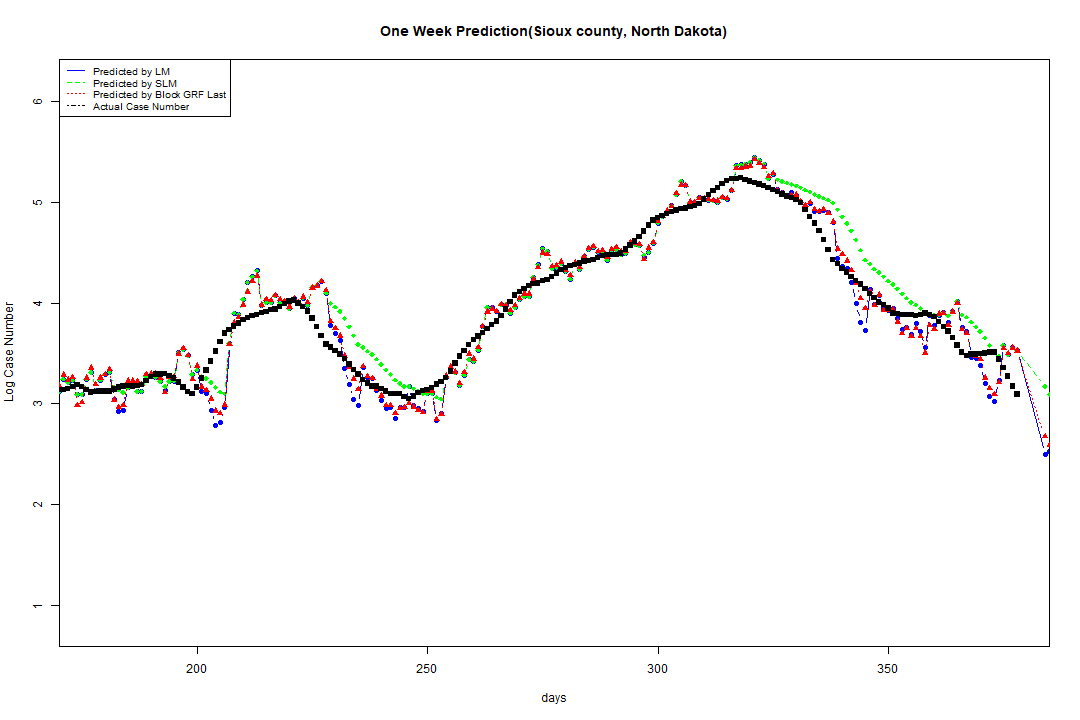 One Week Prediction(Sioux county, North Dakota)
Predicted by LM
Predicted by SLM
Predicted by Block GRF Last
Actual Case Number
Log Case Number
6
5
4
3
2
1
200 250 300 350
days